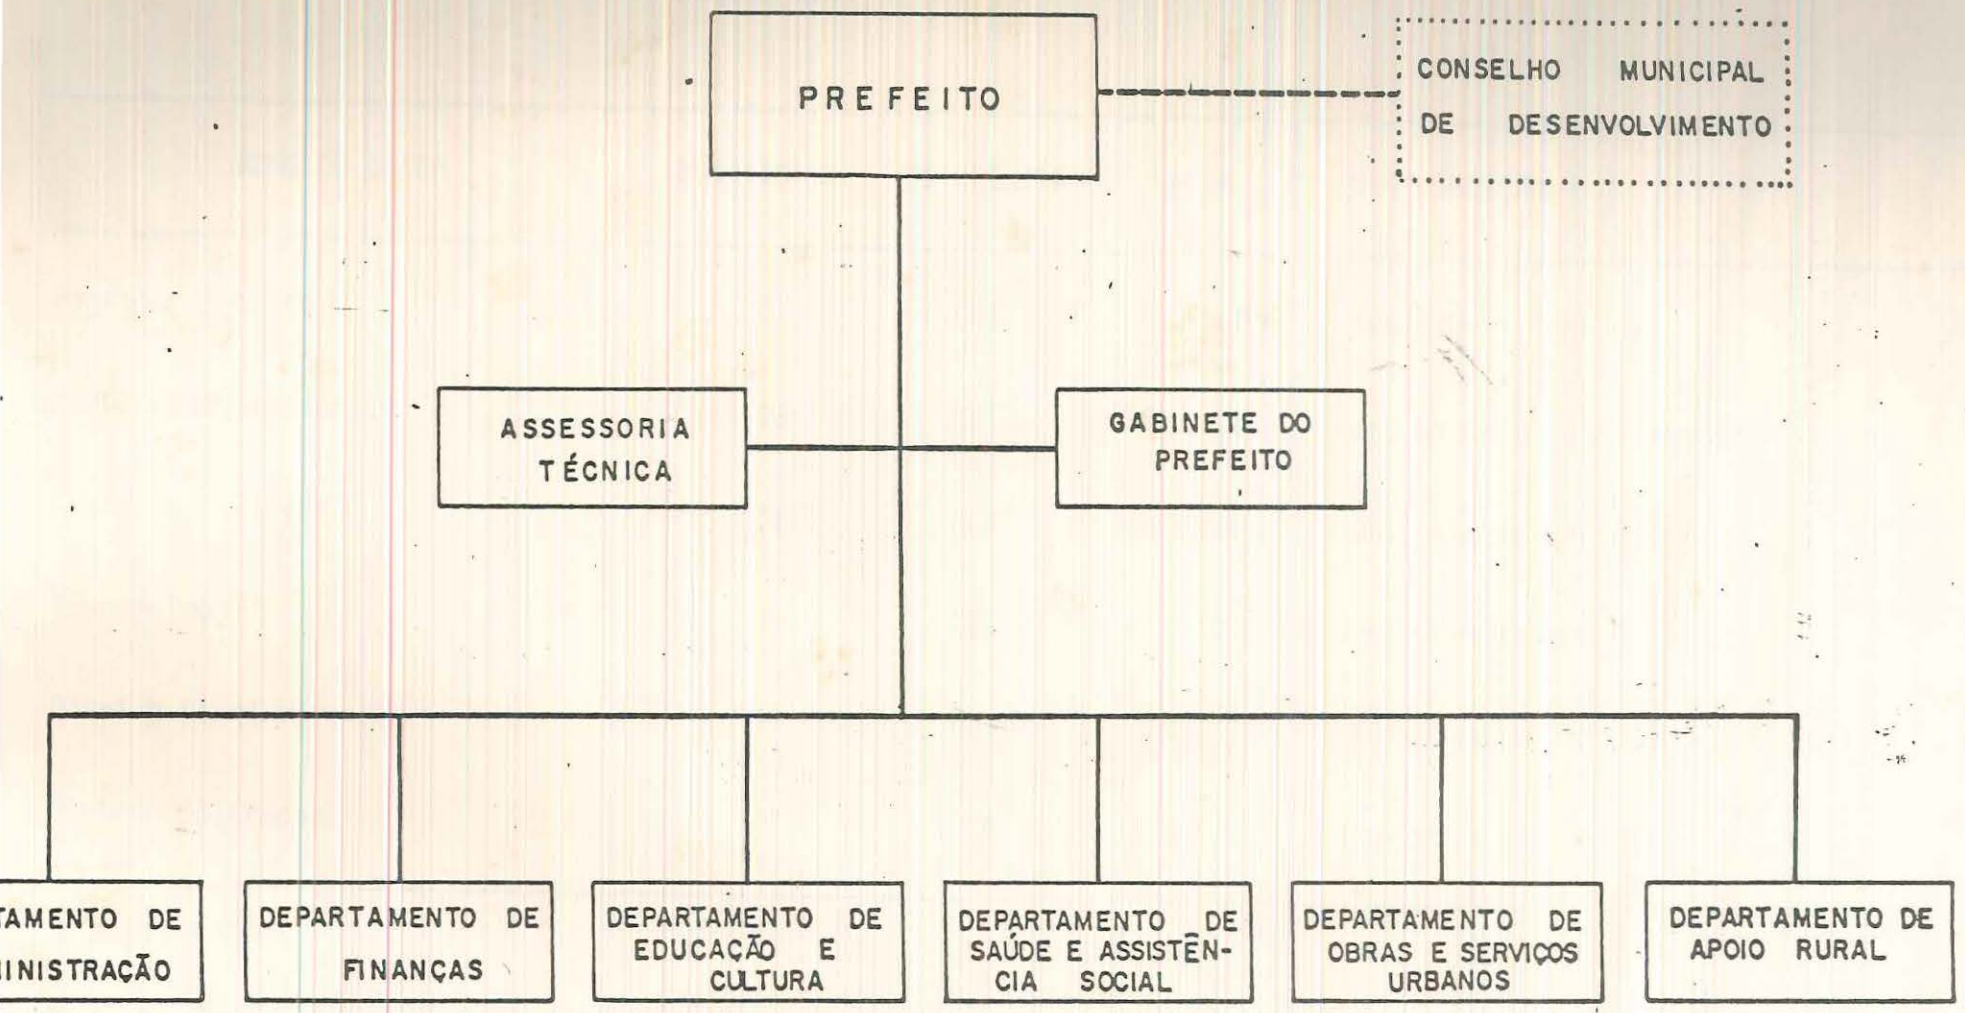 PREFEITO
CONSELHO MUNICIPAL
DE DESENVOLVIMENTO
ASSESSORIA
TÉCNICA
GABINETE DO
PREFEITO
TAMENTO DE
INISTRAÇÃO
DEPARTAMENTO DE
FINANÇAS
DEPARTAMENTO DE
EDUCAÇÃO E
CULTURA
DEPARTAMENTO DE
SAÚDE E ASSISTÊN-
CIA SOCIAL
DEPARTAMENTO DE
OBRAS E SERVIÇOS
URBANOS
DEPARTAMENTO DE
APOIO RURAL